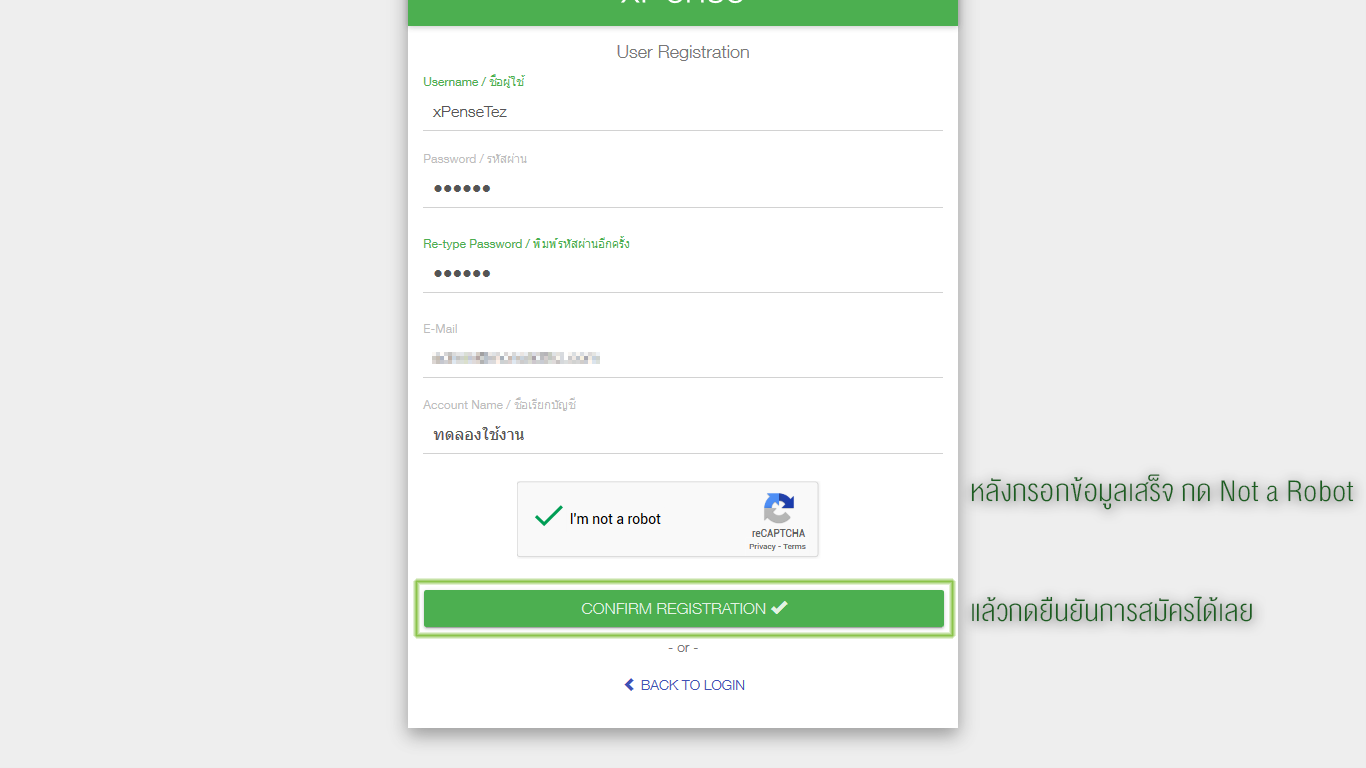 User Registration
Username / ชื่อผู้ใช้
xPenseTez
Password / รหัสผ่าน
●●●●●●
Re-type Password / พิมพ์รหัสผ่านอีกครั้ง
●●●●●●
E-Mail
Account Name / ชื่อเรียกบัญชี
ทดลองใช้งาน
หลังกรอกข้อมูลเสร็จ กด Not a Robot
I'm not a robot
reCAPTCHA
Privacy - Terms
CONFIRM REGISTRATION
แล้วกดยืนยันการสมัครได้เลย
- or -
BACK TO LOGIN